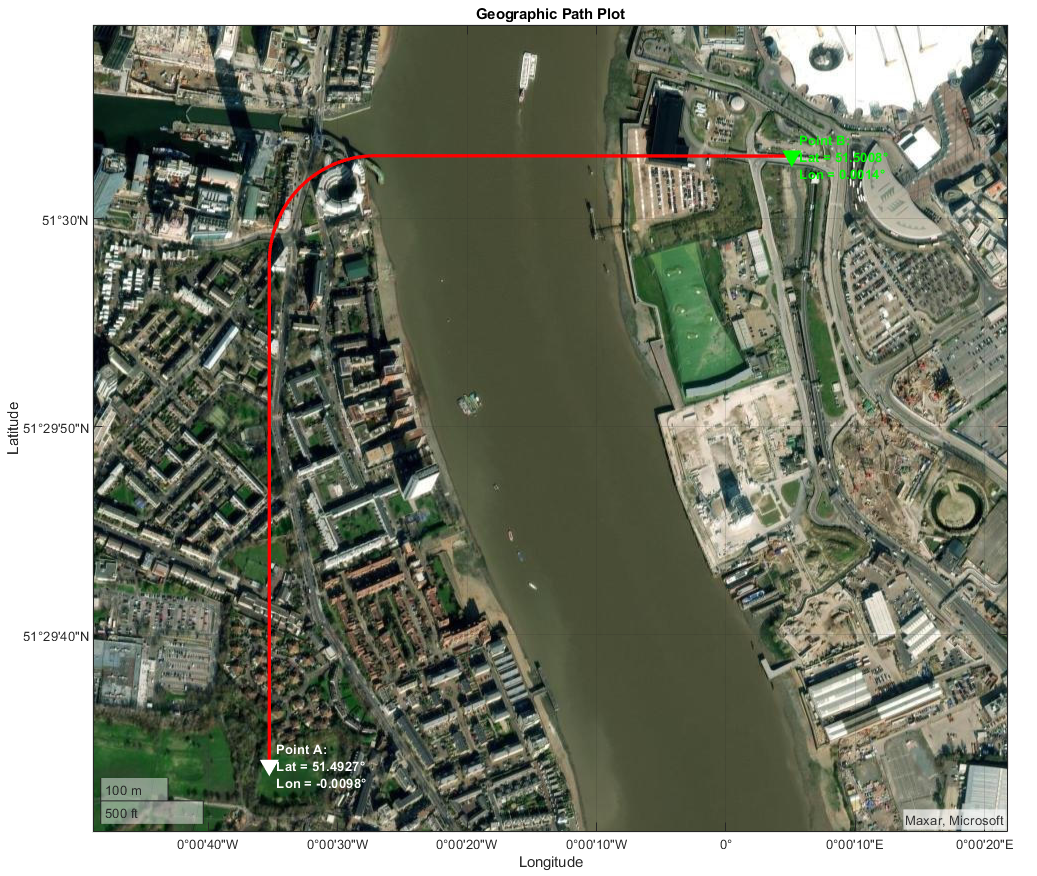 Geographic Path Plot
Point B:
Lat = 51.5008°
Lon = 0.0014°
51°30'N
51°29'50"N
51°29'40"N
Latitude
Point A:
Lat = 51.4927°
Lon = -0.0098°
100 m
500 ft
Maxar, Microsoft
0°00'40"W
0°00'30"W
0°00'20"W
0°00'10"W
0°
0°00'10"E
0°00'20"E
Longitude